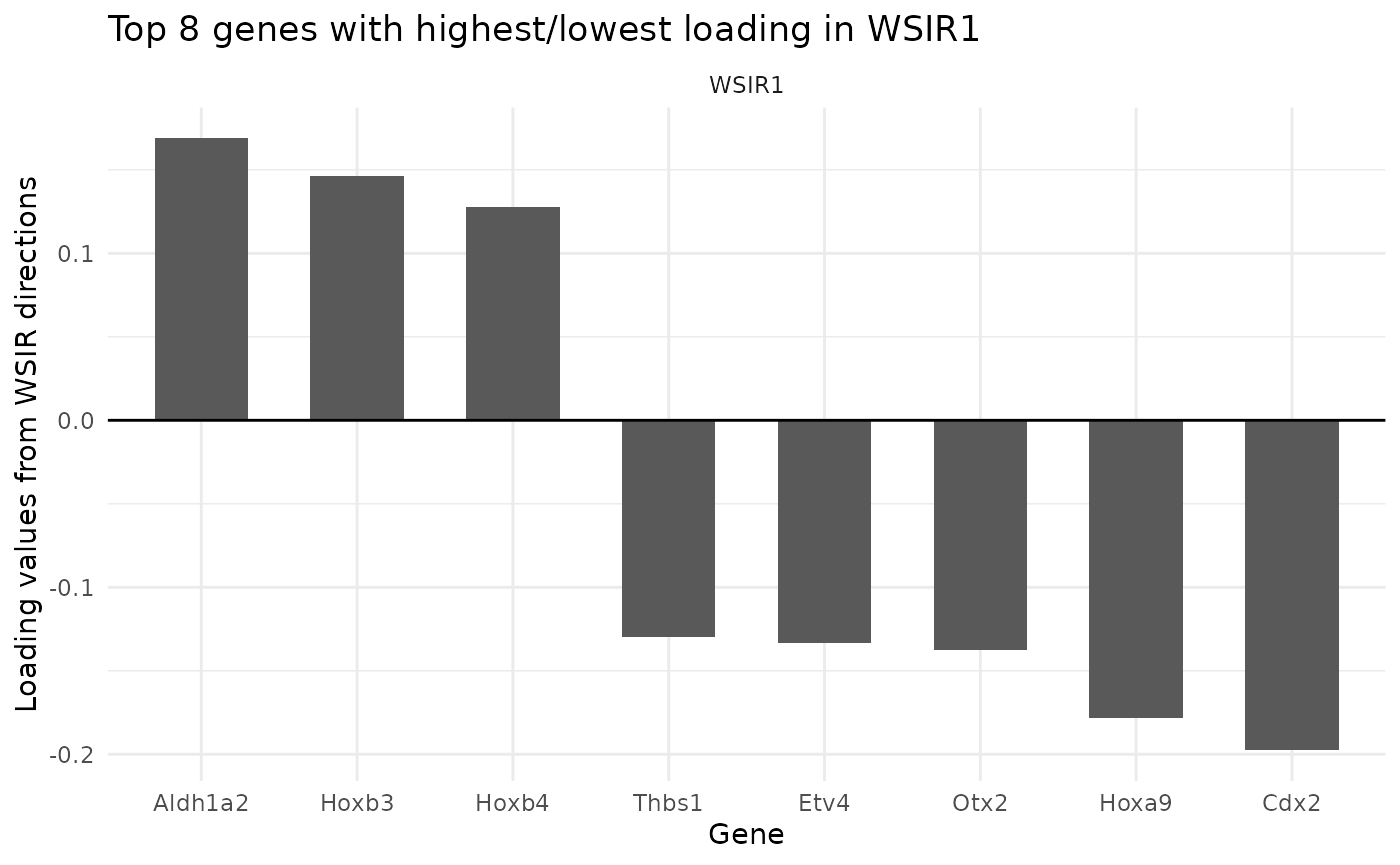 Top 8 genes with highest/lowest loading in WSIR1
WSIR1
Loading values from WSIR directions
0.1
0.0
-0.1
-0.2
Aldh1a2 Hoxb3 Hoxb4 Thbs1 Etv4 Otx2 Hoxa9 Cdx2
Gene